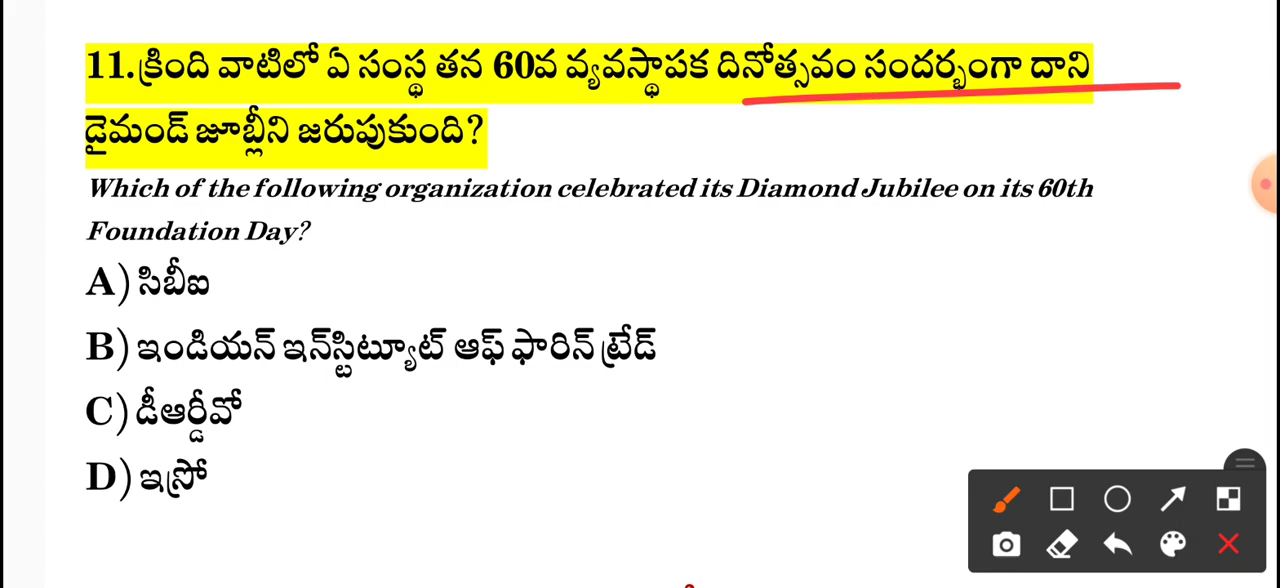 11.క్రింది వాటిలో ఏ సంస్థ తన 60వ వ్యవస్థాపక దినోత్సవం సందర్భంగా దాని
డైమండ్ జూబ్లీని జరుపుకుంది?
Which of the following organization celebrated its Diamond Jubilee on its 60th
Foundation Day?
A) సిబీఐ
B) ఇండియన్ ఇన్‌స్టిట్యూట్ ఆఫ్ ఫారిన్ ట్రేడ్
C) డీఆర్డీవో
D) ఇస్రో